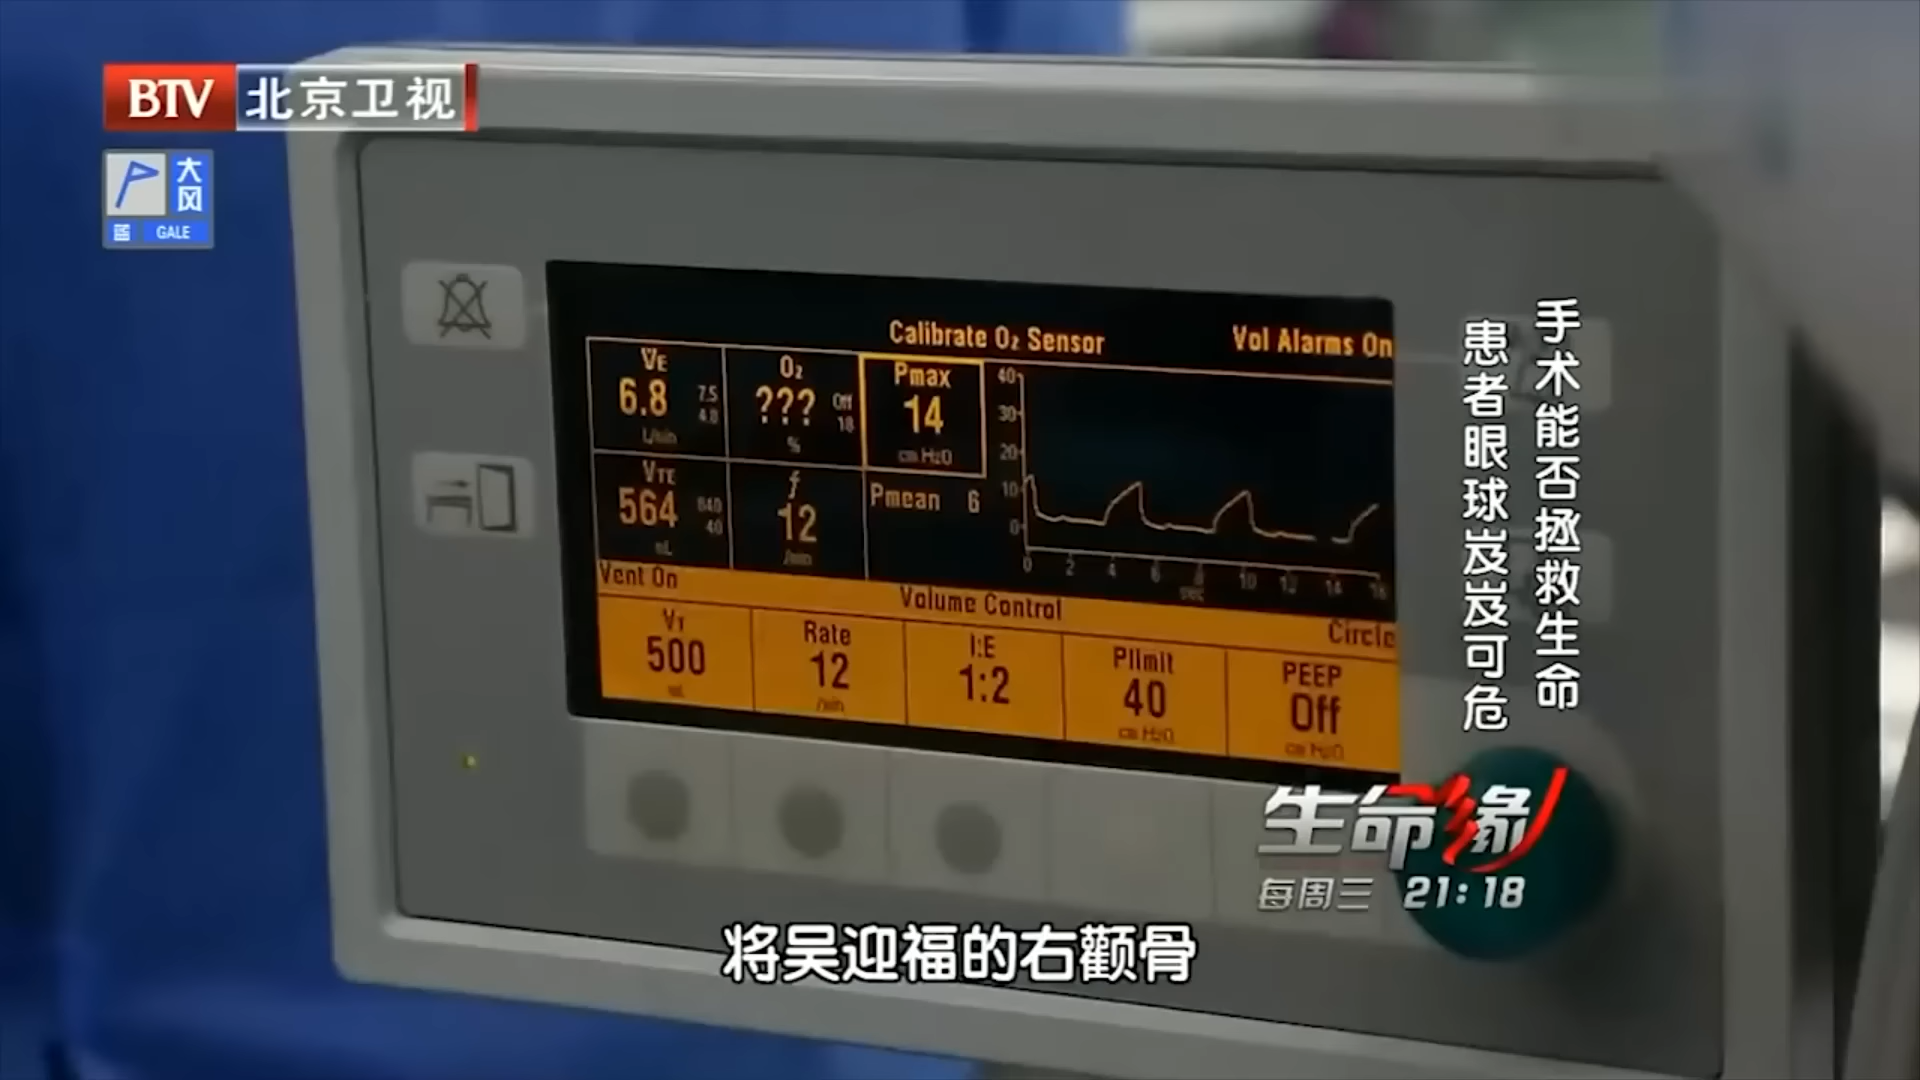 BTV 北京卫视
大风
蓝 GALE
手术能否拯救生命
患者眼球岌岌可危
Calibrate O₂ Sensor
Vol Alarms On
VE
6.8
7.5
4.8
L/min
O₂
???
Off
18
%
Pmax
14
cm H₂O
40
30
20
10
0
VTE
564
840
40
mL
f
12
/min
Pmean 6
0 2 4 6 8 10 12 14 16
sec
Vent On
Volume Control
Circle
VT
500
mL
Rate
12
/min
I:E
1:2
Plimit
40
cm H₂O
PEEP
Off
cm H₂O
生命缘
每周三 21:18
将吴迎福的右颧骨